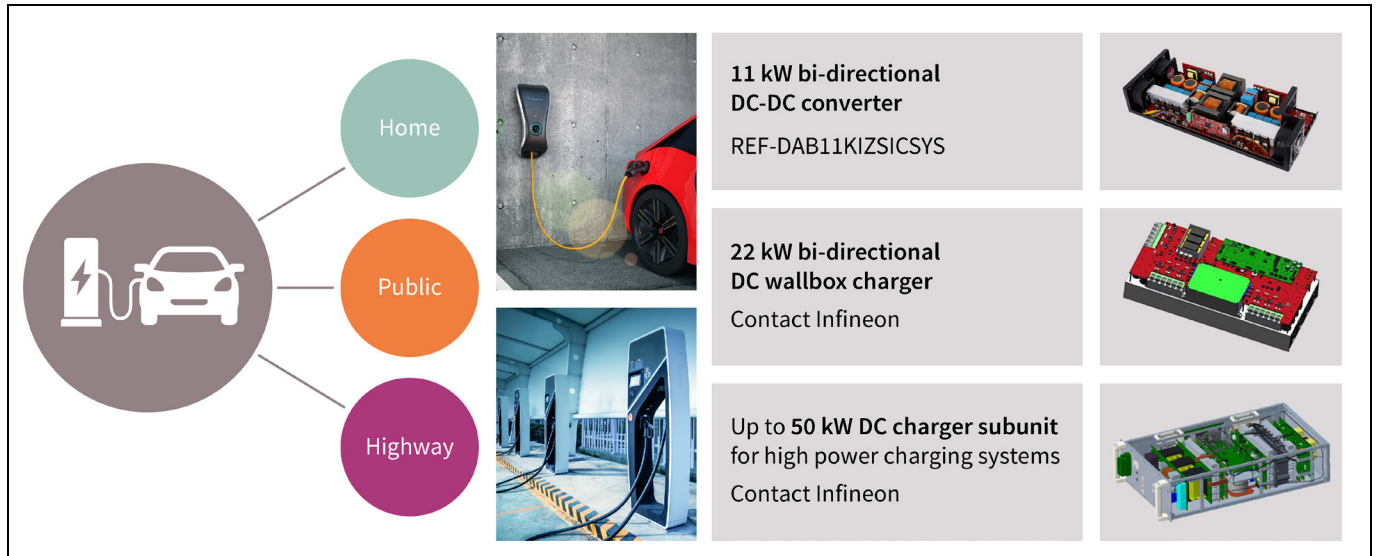 Home
Public
Highway
11 kW bi-directional
DC-DC converter
REF-DAB11KIZSICSYS
22 kW bi-directional
DC wallbox charger
Contact Infineon
Up to 50 kW DC charger subunit
for high power charging systems
Contact Infineon